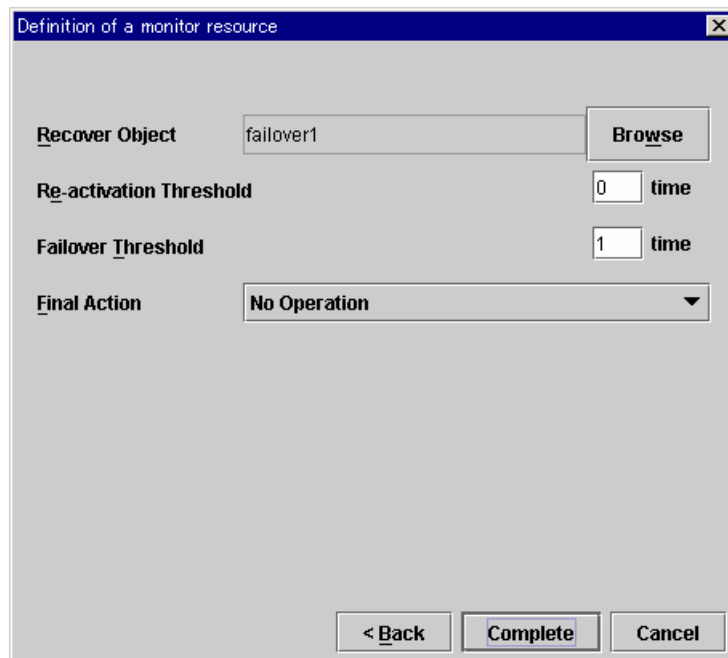 Definition of a monitor resource
Recover Object failover1 Browse
Re-activation Threshold 0 time
Failover Threshold 1 time
Final Action No Operation
< Back Complete Cancel